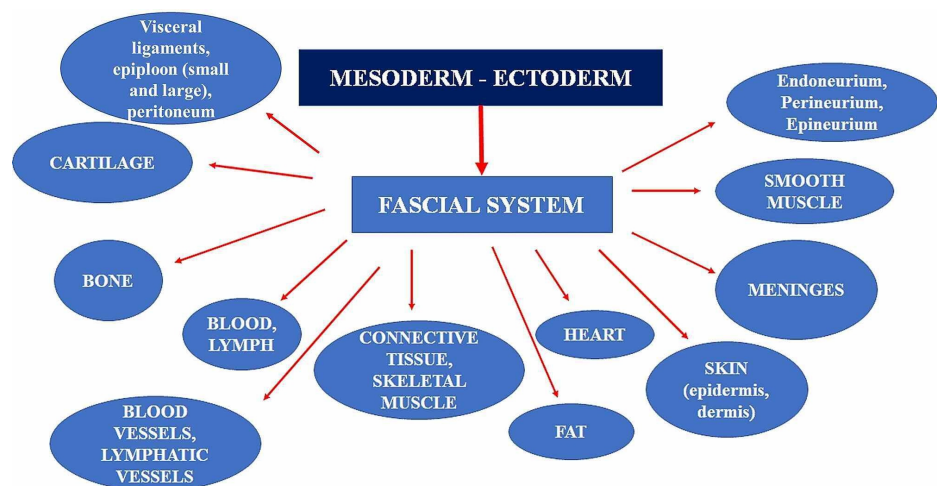 MESODERM - ECTODERM
FASCIAL SYSTEM
Visceral
ligaments,
epiploon (small
and large),
peritoneum
CARTILAGE
BONE
BLOOD,
LYMPH
BLOOD
VESSELS,
LYMPHATIC
VESSELS
CONNECTIVE
TISSUE,
SKELETAL
MUSCLE
FAT
HEART
SKIN
(epidermis,
dermis)
MENINGES
SMOOTH
MUSCLE
Endoneurium,
Perineurium,
Epineurium